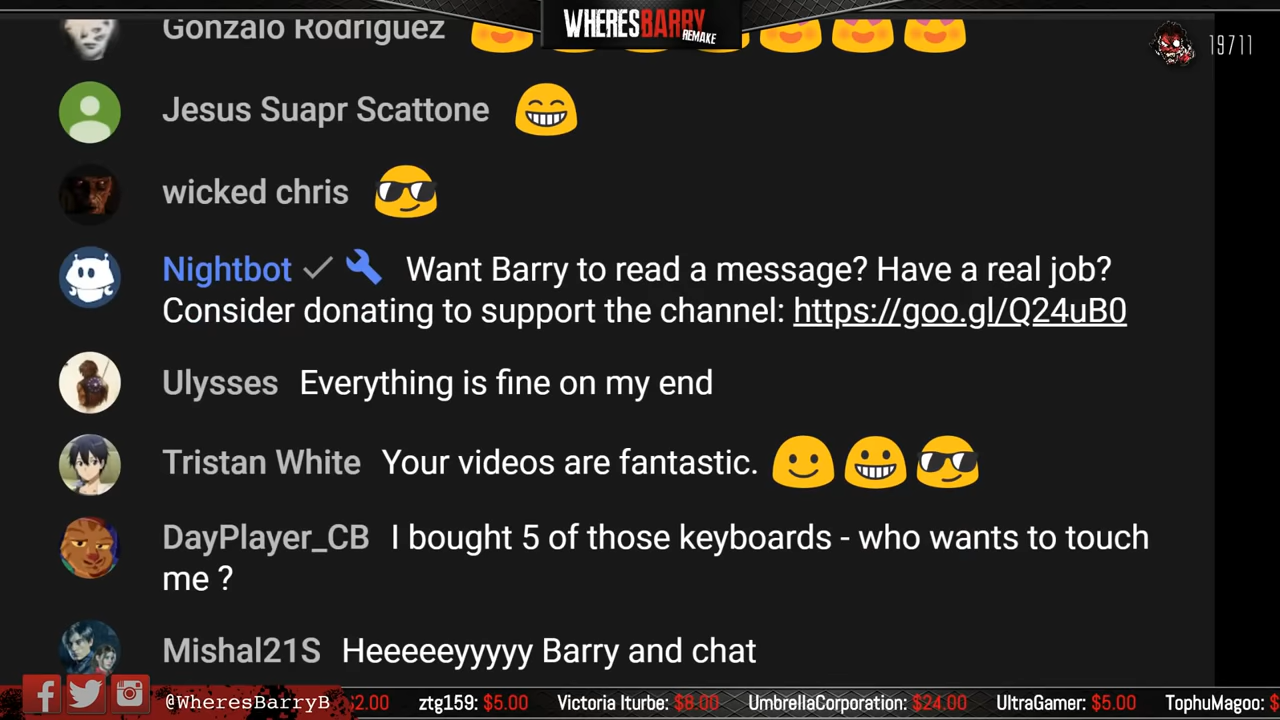 WHERESBARRY
REMAKE
Gonzalo Rodriguez
19711
Jesus Suapr Scattone
wicked chris
Nightbot Want Barry to read a message? Have a real job?
Consider donating to support the channel: https://goo.gl/Q24uB0
Ulysses Everything is fine on my end
Tristan White Your videos are fantastic.
DayPlayer_CB I bought 5 of those keyboards - who wants to touch
me ?
Mishal21S Heeeeeyyyyy Barry and chat
@WheresBarryB 2.00 ztg159: $5.00 Victoria Iturbe: $8.00 UmbrellaCorporation: $24.00 UltraGamer: $5.00 TophuMagoo: $